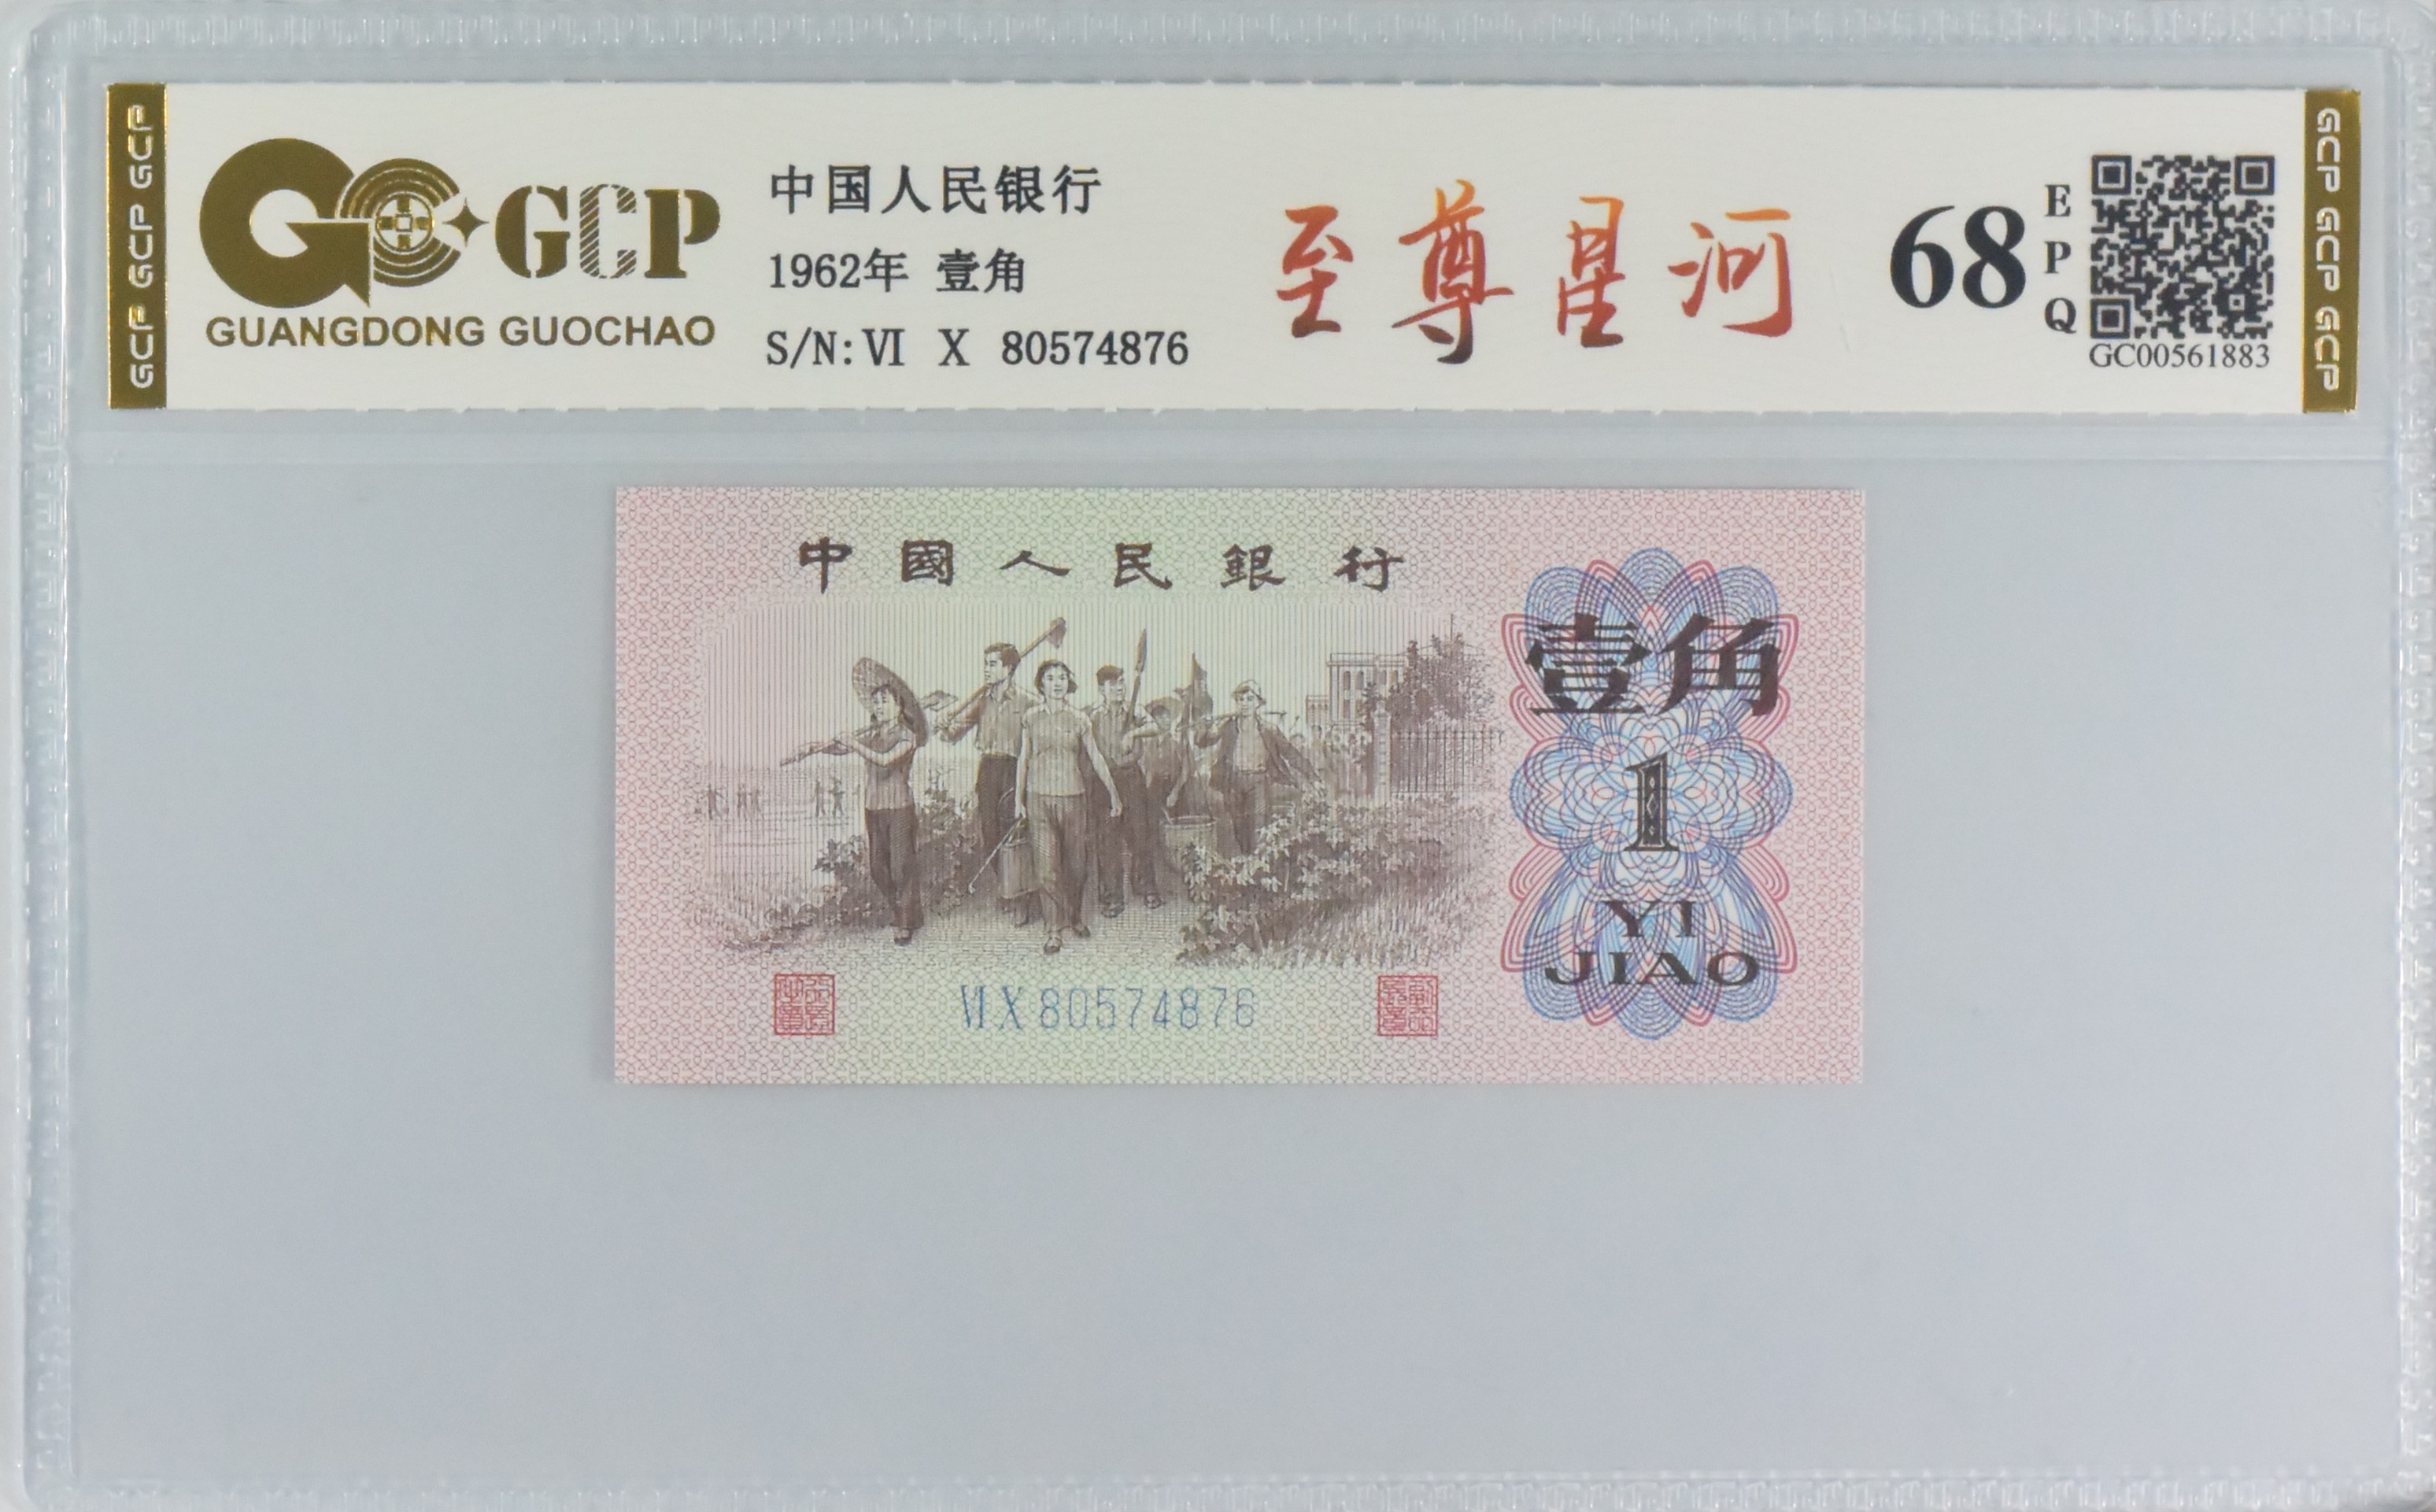 GCP GCP GCP
GCP
GUANGDONG GUOCHAO
中国人民银行
1962年 壹角
S/N: VI X 80574876
至尊星河
68
EPQ
GC00561883
GCP GCP GCP
中國人民銀行
壹角
1
YI
JIAO
VI X 80574876